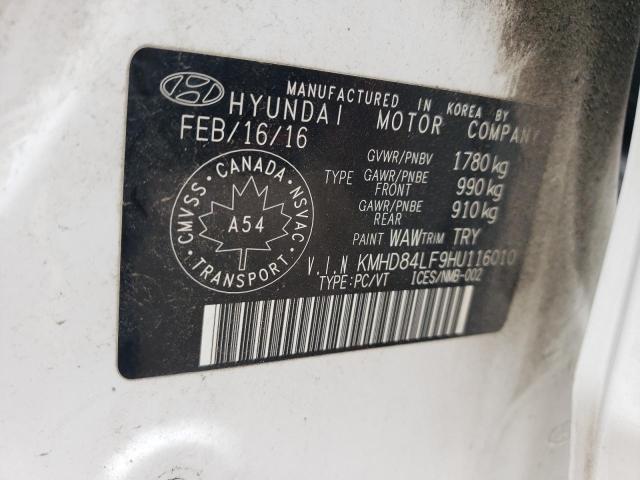 MANUFACTURED IN KOREA BY
HYUNDAI MOTOR COMPANY
FEB/16/16
GVWR/PNBV 1780 kg
TYPE GAWR/PNBE FRONT 990 kg
GAWR/PNBE REAR 910 kg
PAINT WAW TRIM TRY
CMVSS • CANADA • NSVAC
A54
TRANSPORT
V.I.N KMHD84LF9HU116010
TYPE:PC/VT ICES/NMB-002